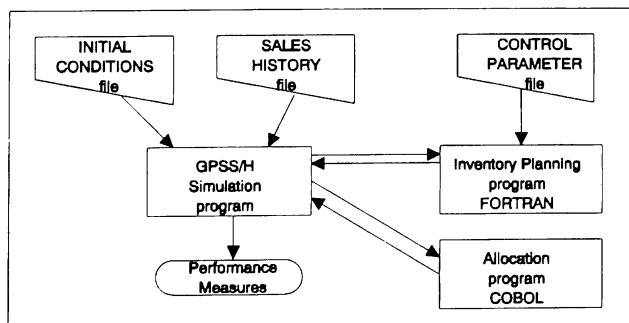 INITIAL
CONDITIONS
file
SALES
HISTORY
file
CONTROL
PARAMETER
file
GPSS/H
Simulation
program
Inventory Planning
program
FORTRAN
Performance
Measures
Allocation
program
COBOL